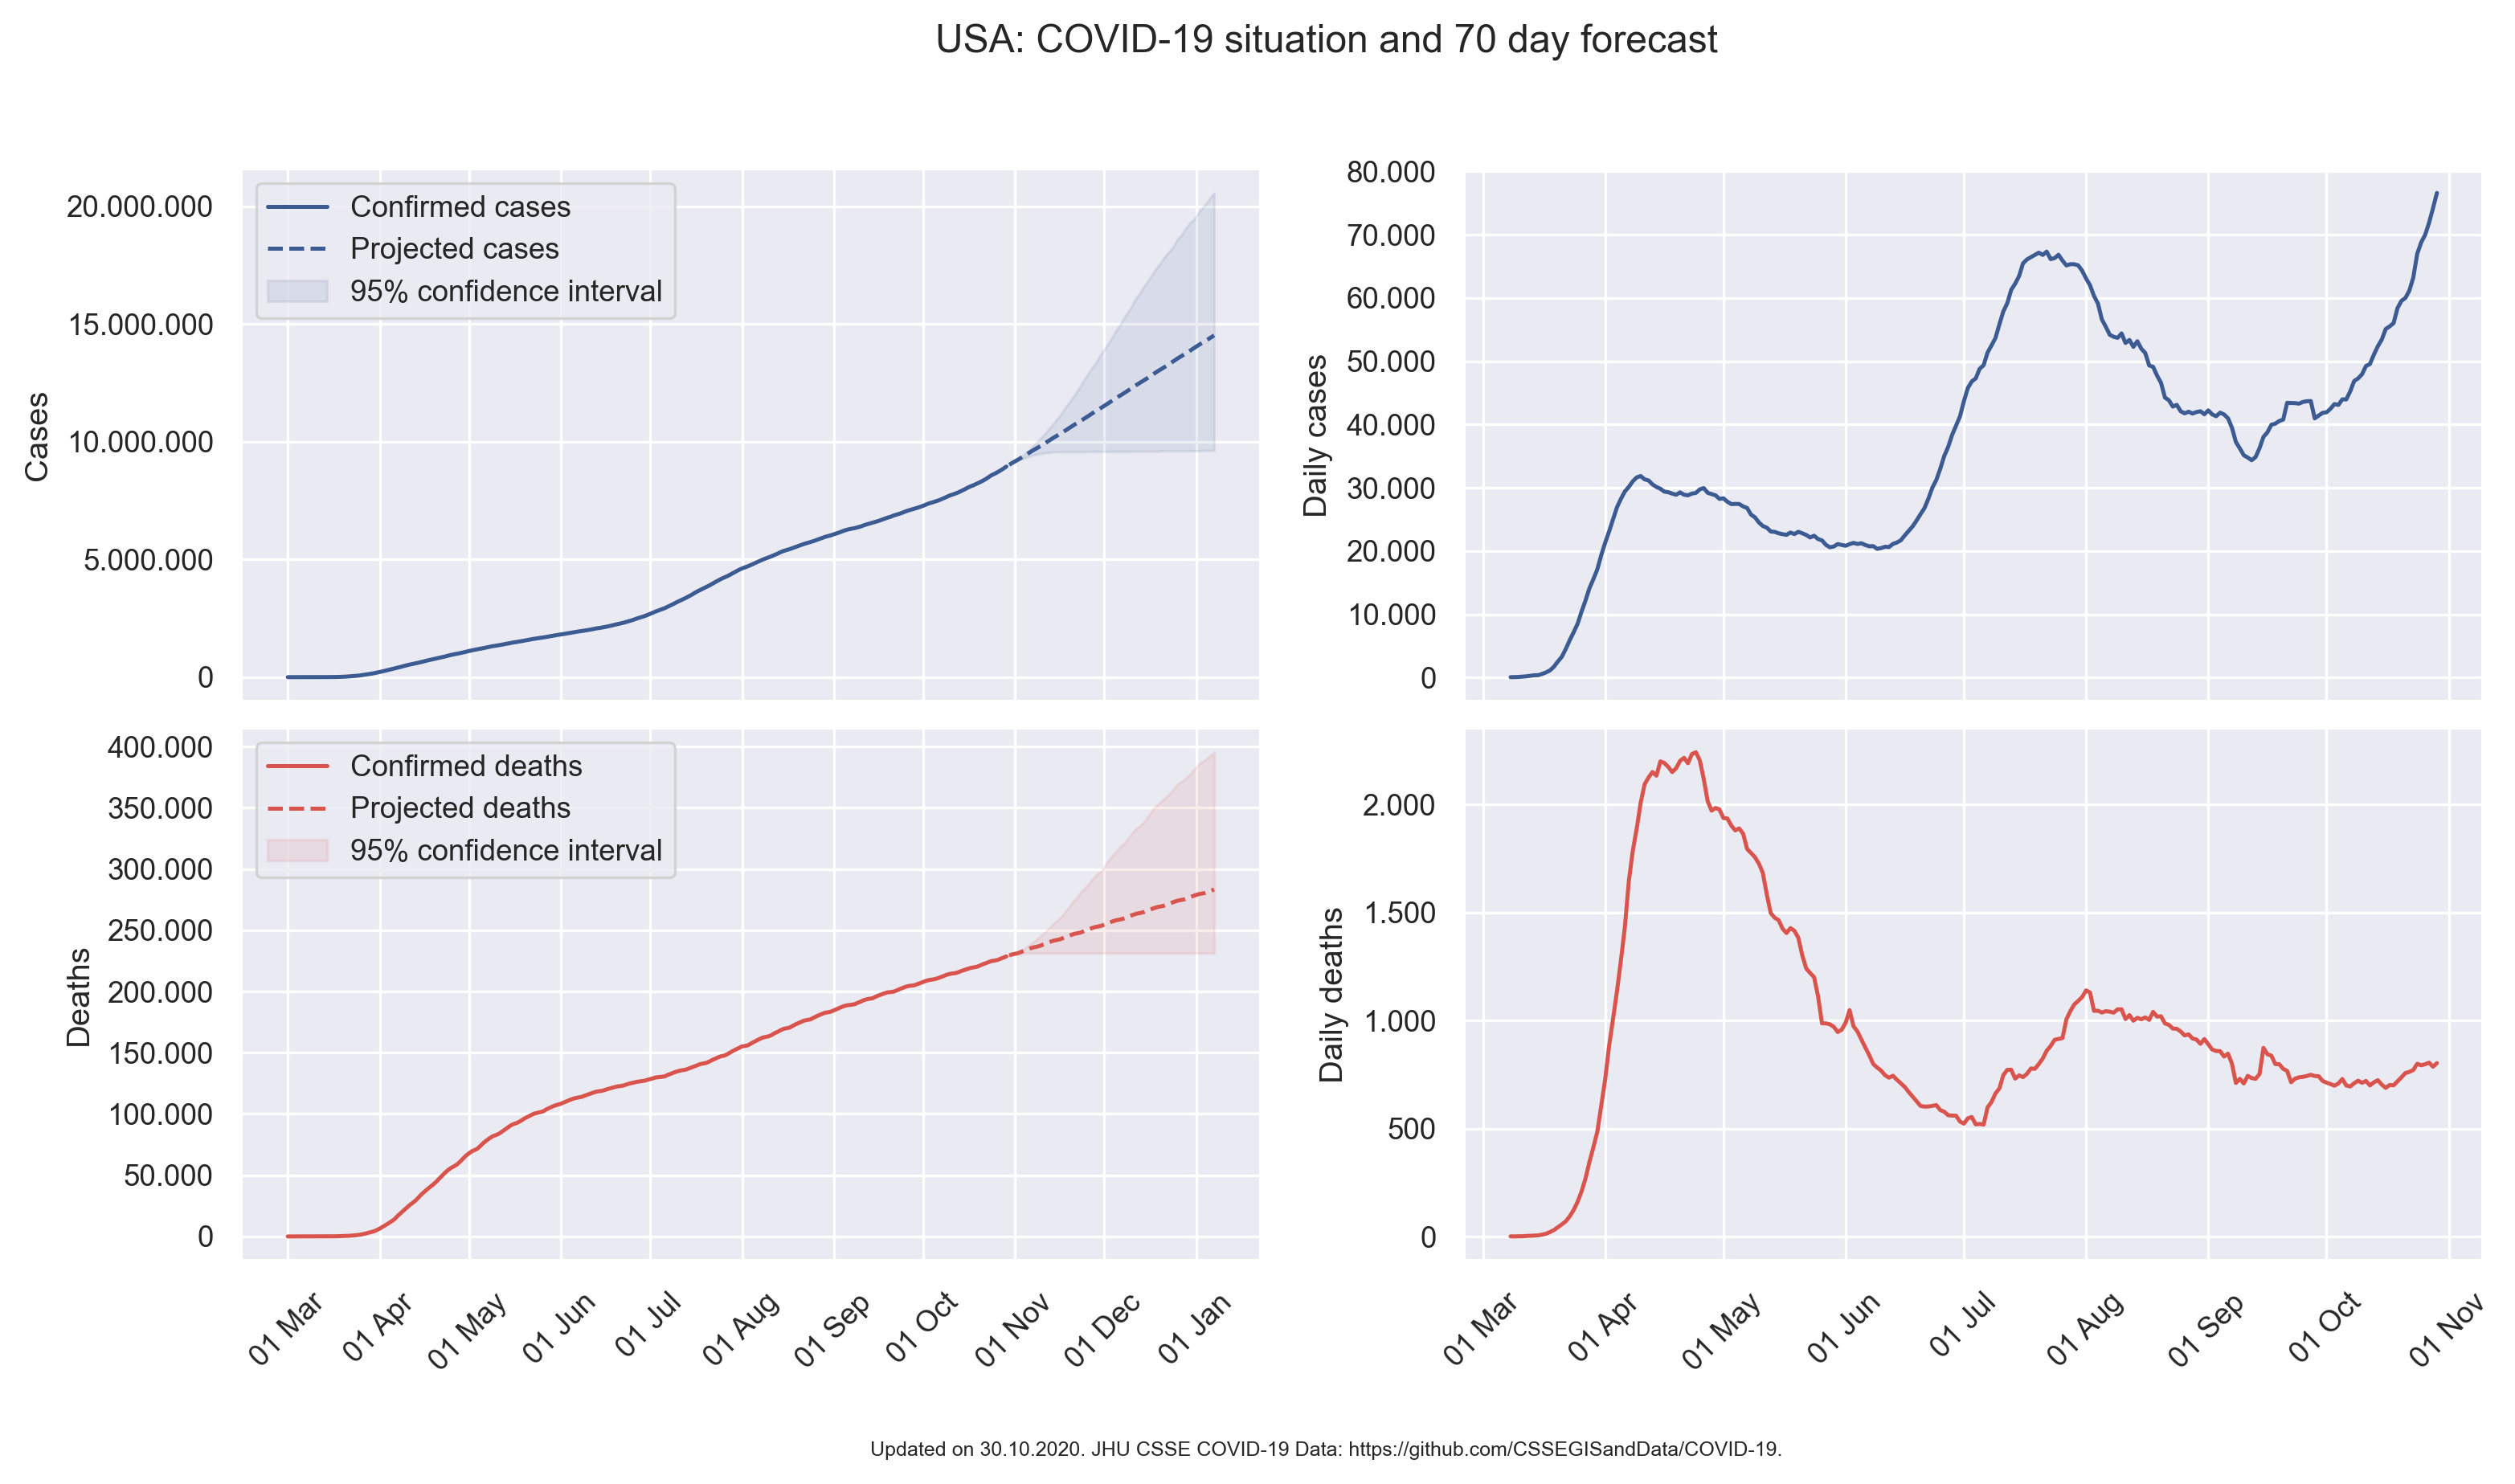 USA: COVID-19 situation and 70 day forecast
Cases
20.000.000
15.000.000
10.000.000
5.000.000
0
Confirmed cases
Projected cases
95% confidence interval
Daily cases
80.000
70.000
60.000
50.000
40.000
30.000
20.000
10.000
0
Deaths
400.000
350.000
300.000
250.000
200.000
150.000
100.000
50.000
0
Confirmed deaths
Projected deaths
95% confidence interval
01 Mar
01 Apr
01 May
01 Jun
01 Jul
01 Aug
01 Sep
01 Oct
01 Nov
01 Dec
01 Jan
Daily deaths
2.000
1.500
1.000
500
0
01 Mar
01 Apr
01 May
01 Jun
01 Jul
01 Aug
01 Sep
01 Oct
01 Nov
Updated on 30.10.2020. JHU CSSE COVID-19 Data: https://github.com/CSSEGISandData/COVID-19.